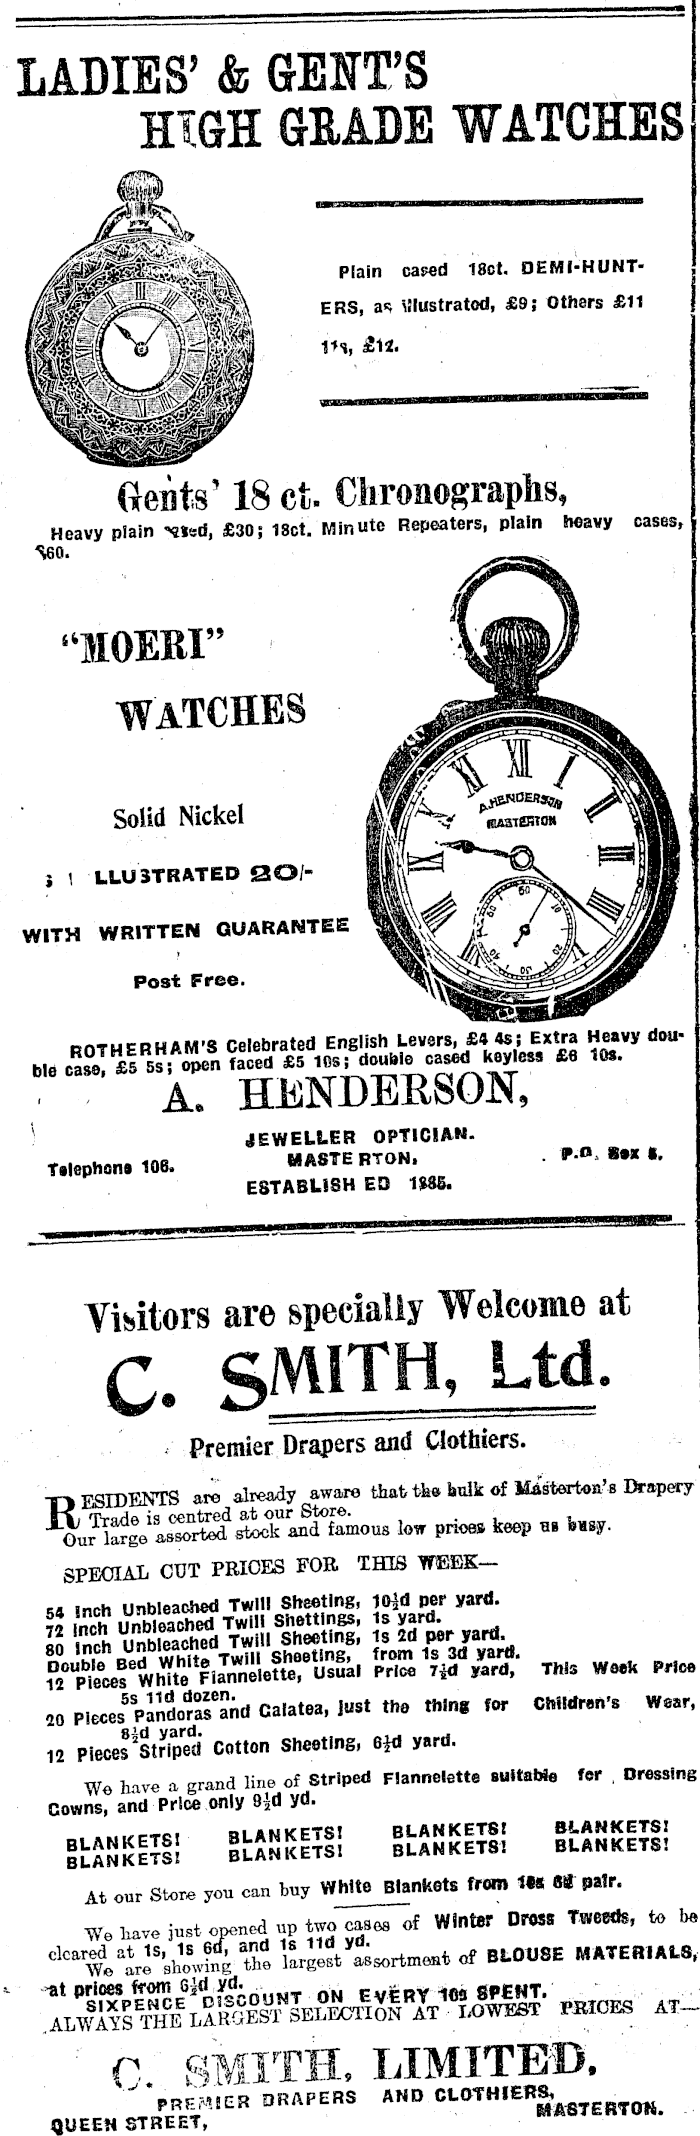 LADIES' & GENT'S
HIGH GRADE WATCHES
Plain cased 18ct. DEMI-HUNT-
ERS, as illustrated, £9; Others £11
11s, £12.
Gents' 18 ct. Chronographs,
Heavy plain cased, £30; 18ct. Minute Repeaters, plain heavy cases,
£60.
"MOERI"
WATCHES
Solid Nickel
LLUSTRATED 20/-
WITH WRITTEN GUARANTEE
Post Free.
XII I II III IIII
A. HENDERSON
MASTERTON
ROTHERHAM'S Celebrated English Levers, £4 4s; Extra Heavy dou-
ble case, £5 5s; open faced £5 10s; double cased keyless £6 10s.
A. HENDERSON,
JEWELLER OPTICIAN.
MASTERTON,
Telephone 106.
P.O. Box
ESTABLISHED 1885.
Visitors are specially Welcome at
C. SMITH, Ltd.
Premier Drapers and Clothiers.
RESIDENTS are already aware that the bulk of Masterton's Drapery
Trade is centred at our Store.
Our large assorted stock and famous low prices keep us busy.
SPECIAL CUT PRICES FOR THIS WEEK—
54 Inch Unbleached Twill Sheeting, 10½d per yard.
72 Inch Unbleached Twill Shettings, 1s yard.
80 Inch Unbleached Twill Sheeting, 1s 2d per yard.
Double Bed White Twill Sheeting, from 1s 3d yard.
12 Pieces White Flannelette, Usual Price 7½d yard, This Week Price
5s 11d dozen.
20 Pieces Pandoras and Galatea, just the thing for Children's Wear,
8½d yard.
12 Pieces Striped Cotton Sheeting, 6½d yard.
We have a grand line of Striped Flannelette suitable for Dressing
Gowns, and Price only 9½d yd.
BLANKETS! BLANKETS! BLANKETS! BLANKETS!
BLANKETS! BLANKETS! BLANKETS! BLANKETS!
At our Store you can buy White Blankets from 10s 6d pair.
We have just opened up two cases of Winter Dress Tweeds, to be
cleared at 1s, 1s 6d, and 1s 11d yd.
We are showing the largest assortment of BLOUSE MATERIALS,
at prices from 6½d yd.
SIXPENCE DISCOUNT ON EVERY 10s SPENT.
ALWAYS THE LARGEST SELECTION AT LOWEST PRICES AT—
C. SMITH, LIMITED,
PREMIER DRAPERS AND CLOTHIERS,
QUEEN STREET, MASTERTON.